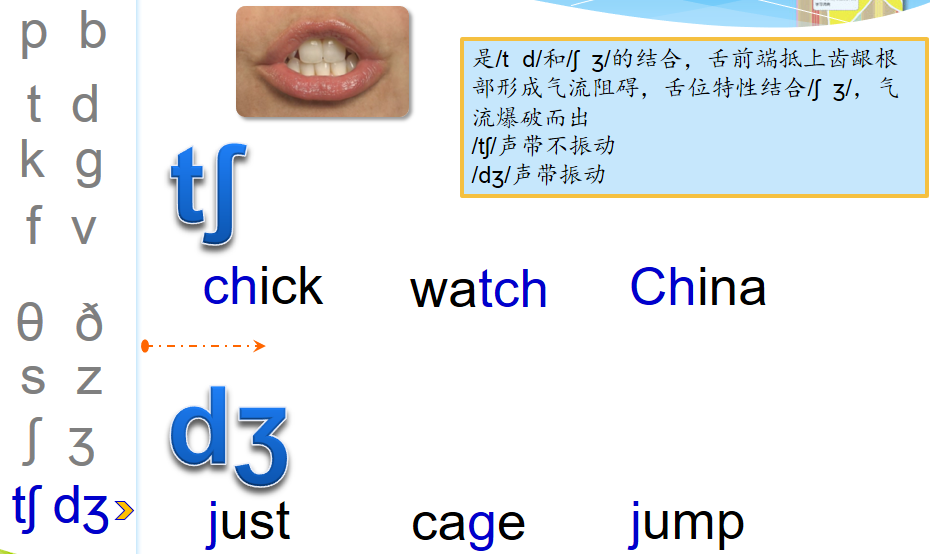 p b
t d
k g
f v
θ ð
s z
ʃ ʒ
tʃ dʒ
是/t d/和/ʃ ʒ/的结合，舌前端抵上齿龈根
部形成气流阻碍，舌位特性结合/ʃ ʒ/，气
流爆破而出
/tʃ/声带不振动
/dʒ/声带振动
tʃ
chick watch China
dʒ
just cage jump